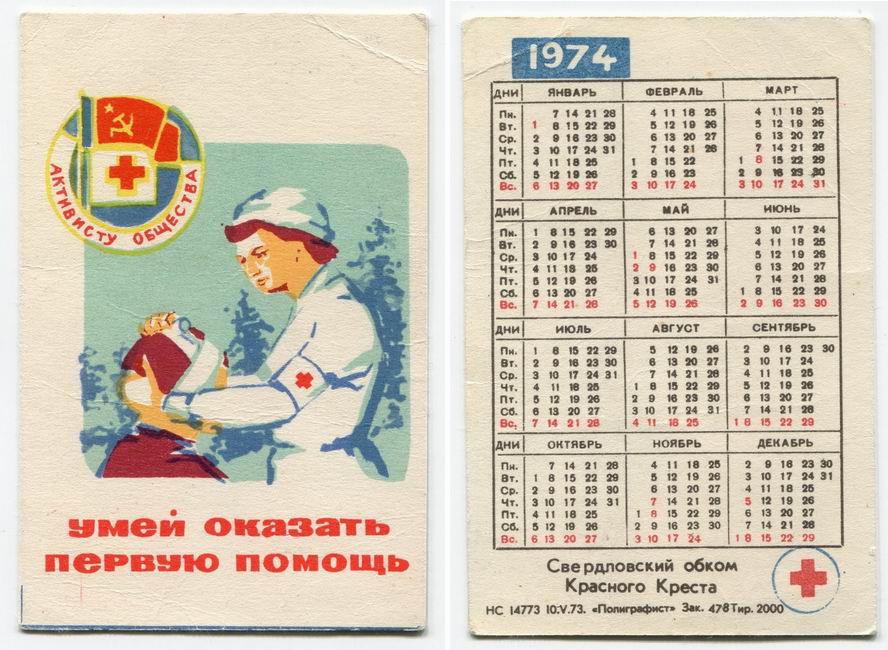 АКТИВИСТУ ОБЩЕСТВА
умей оказать
первую помощь
1974
ДНИ ЯНВАРЬ ФЕВРАЛЬ МАРТ
Пн. 7 14 21 28 4 11 18 25 4 11 18 25
Вт. 1 8 15 22 29 5 12 19 26 5 12 19 26
Ср. 2 9 16 23 30 6 13 20 27 6 13 20 27
Чт. 3 10 17 24 31 7 14 21 28 7 14 21 28
Пт. 4 11 18 25 1 8 15 22 1 8 15 22 29
Сб. 5 12 19 26 2 9 16 23 2 9 16 23 30
Вс. 6 13 20 27 3 10 17 24 3 10 17 24 31
ДНИ АПРЕЛЬ МАЙ ИЮНЬ
Пн. 1 8 15 22 29 6 13 20 27 3 10 17 24
Вт. 2 9 16 23 30 7 14 21 28 4 11 18 25
Ср. 3 10 17 24 1 8 15 22 29 5 12 19 26
Чт. 4 11 18 25 2 9 16 23 30 6 13 20 27
Пт. 5 12 19 26 3 10 17 24 31 7 14 21 28
Сб. 6 13 20 27 4 11 18 25 1 8 15 22 29
Вс. 7 14 21 28 5 12 19 26 2 9 16 23 30
ДНИ ИЮЛЬ АВГУСТ СЕНТЯБРЬ
Пн. 1 8 15 22 29 5 12 19 26 2 9 16 23 30
Вт. 2 9 16 23 30 6 13 20 27 3 10 17 24
Ср. 3 10 17 24 31 7 14 21 28 4 11 18 25
Чт. 4 11 18 25 1 8 15 22 29 5 12 19 26
Пт. 5 12 19 26 2 9 16 23 30 6 13 20 27
Сб. 6 13 20 27 3 10 17 24 31 7 14 21 28
Вс. 7 14 21 28 4 11 18 25 1 8 15 22 29
ДНИ ОКТЯБРЬ НОЯБРЬ ДЕКАБРЬ
Пн. 7 14 21 28 4 11 18 25 2 9 16 23 30
Вт. 1 8 15 22 29 5 12 19 26 3 10 17 24 31
Ср. 2 9 16 23 30 6 13 20 27 4 11 18 25
Чт. 3 10 17 24 31 7 14 21 28 5 12 19 26
Пт. 4 11 18 25 1 8 15 22 29 6 13 20 27
Сб. 5 12 19 26 2 9 16 23 30 7 14 21 28
Вс. 6 13 20 27 3 10 17 24 1 8 15 22 29
Свердловский обком
Красного Креста
НС 14773 10.V.73. «Полиграфист» Зак. 478 Тир. 2000